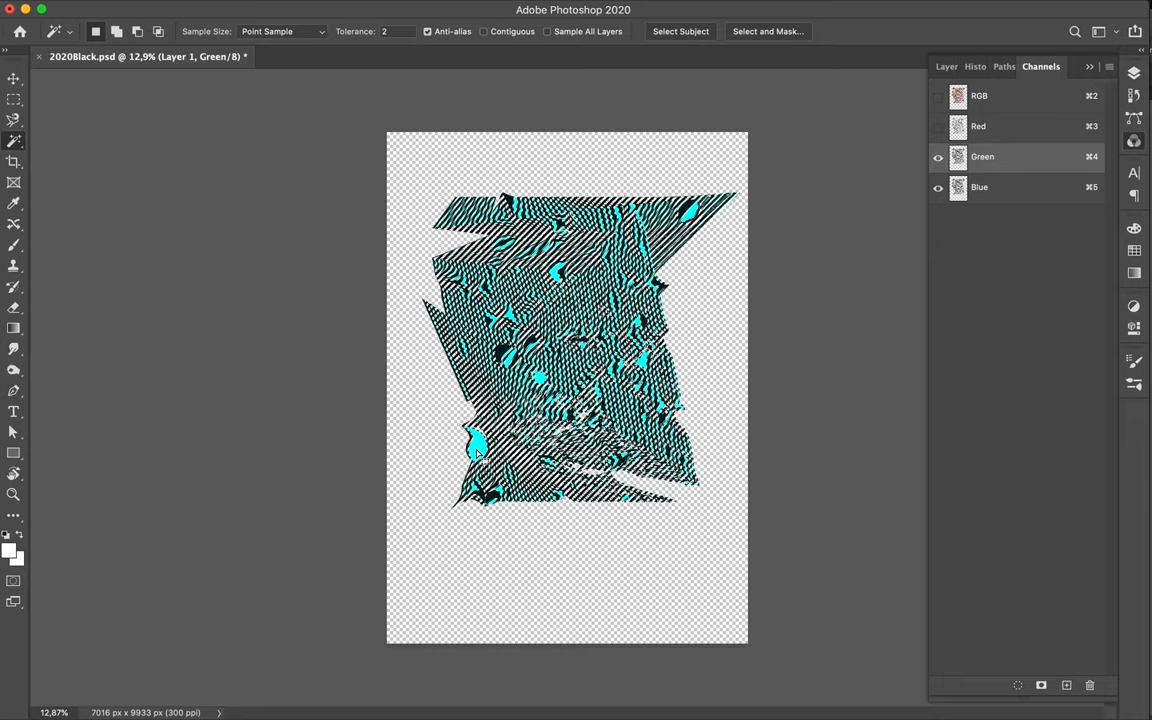 Adobe Photoshop 2020
Sample Size: Point Sample Tolerance: 2 Anti-alias Contiguous Sample All Layers Select Subject Select and Mask...
2020Black.psd @ 12,9% (Layer 1, Green/8) *
Layer Histo Paths Channels
RGB ⌘2
Red ⌘3
Green ⌘4
Blue ⌘5
12,87% 7016 px x 9933 px (300 ppi)